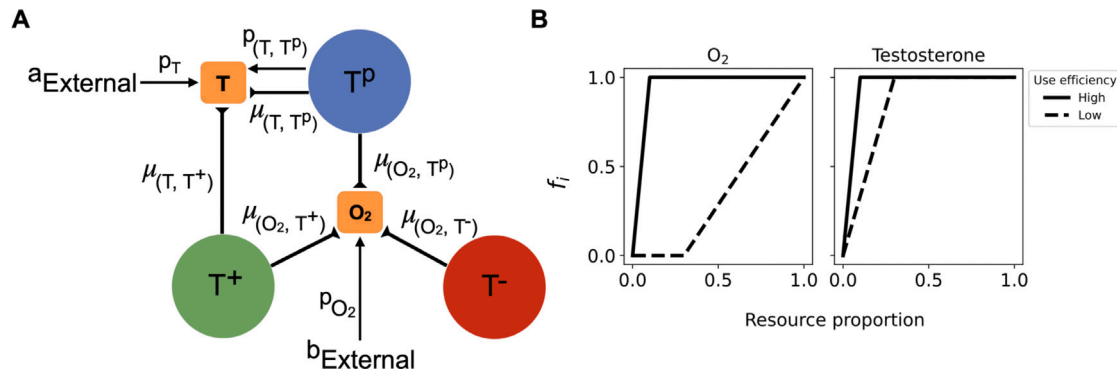 A
aExternal
pT
T
p(T, Tp)
μ(T, Tp)
Tp
μ(T, T+)
μ(O2, Tp)
O2
μ(O2, T+)
μ(O2, T-)
T+
T-
pO2
bExternal
B
O2
Testosterone
Use efficiency
High
Low
1.0
0.5
0.0
fi
0.0 0.5 1.0
0.0 0.5 1.0
Resource proportion